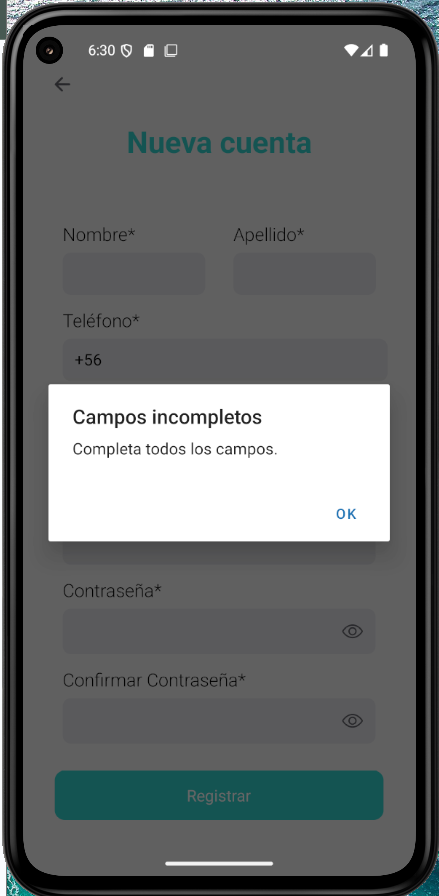 6:30
Nueva cuenta
Nombre* Apellido*
Teléfono*
+56
Campos incompletos
Completa todos los campos.
OK
Contraseña*
Confirmar Contraseña*
Registrar